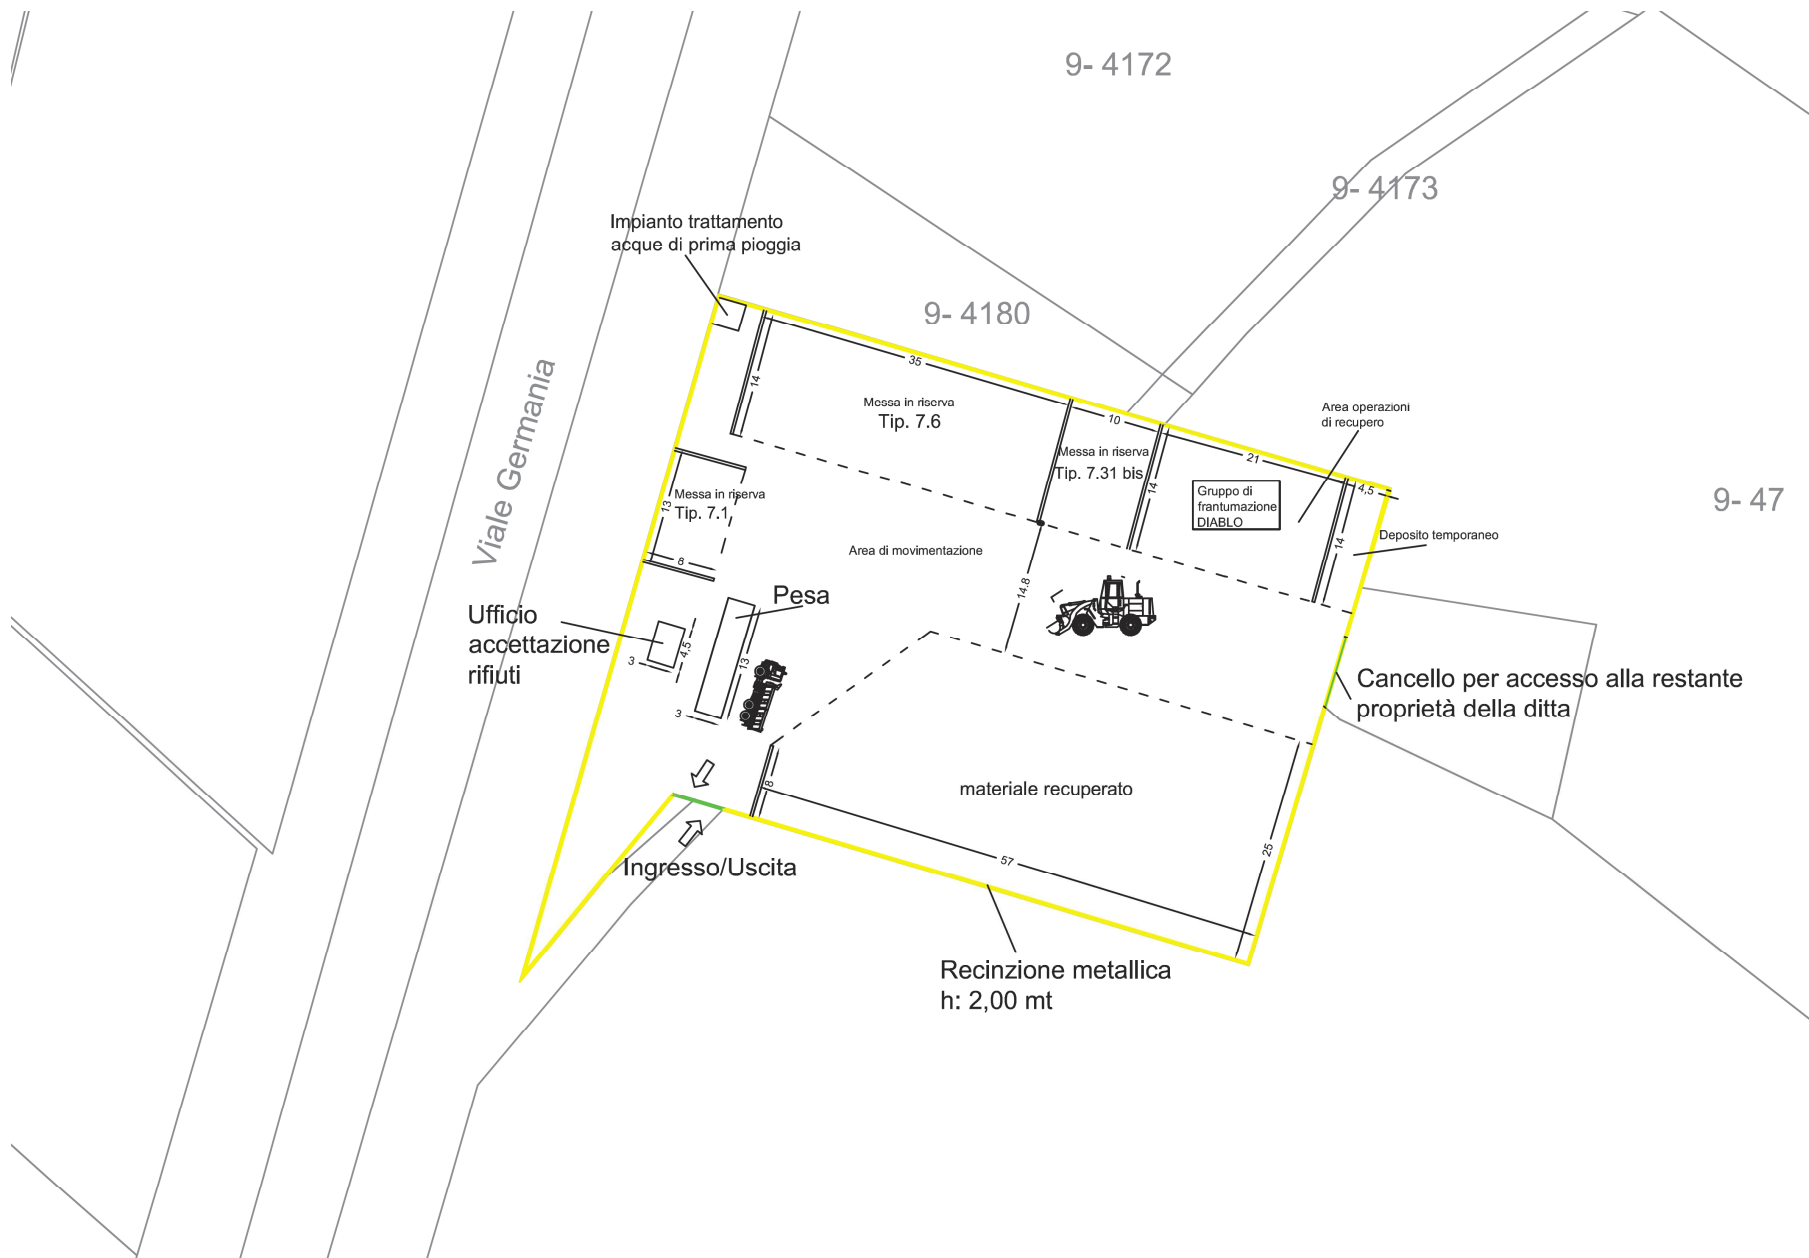 9- 4172
9- 4173
Impianto trattamento
acque di prima pioggia
9- 4180
35
14
Messa in riserva
Tip. 7.6
10
Area operazioni
di recupero
Messa in riserva
Tip. 7.31 bis
21
14
4,5
Gruppo di
frantumazione
DIABLO
9- 47
Viale Germania
Messa in riserva
Tip. 7.1
13
8
Area di movimentazione
14
Deposito temporaneo
14.8
Pesa
Ufficio
accettazione
rifiuti
4,5
3
13
3
Cancello per accesso alla restante
proprietà della ditta
8
materiale recuperato
57
25
Ingresso/Uscita
Recinzione metallica
h: 2,00 mt